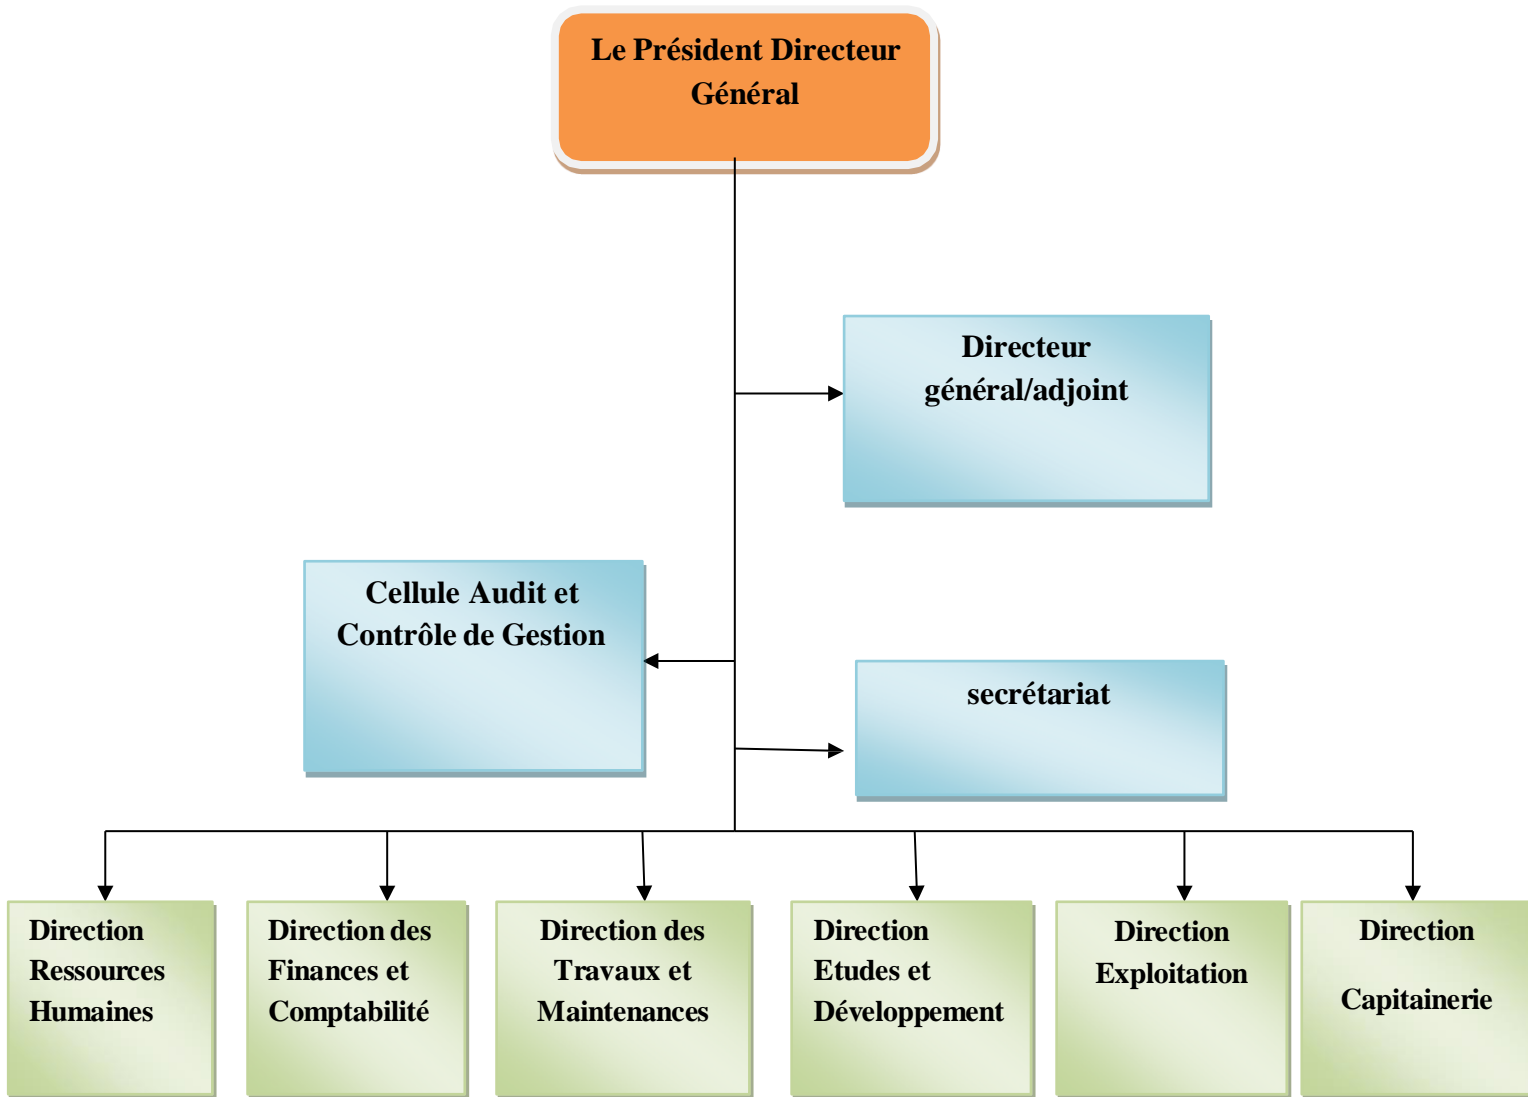 Le Président Directeur
Général
Directeur
général/adjoint
Cellule Audit et
Contrôle de Gestion
secrétariat
Direction
Ressources
Humaines
Direction des
Finances et
Comptabilité
Direction des
Travaux et
Maintenances
Direction
Etudes et
Développement
Direction
Exploitation
Direction
Capitainerie